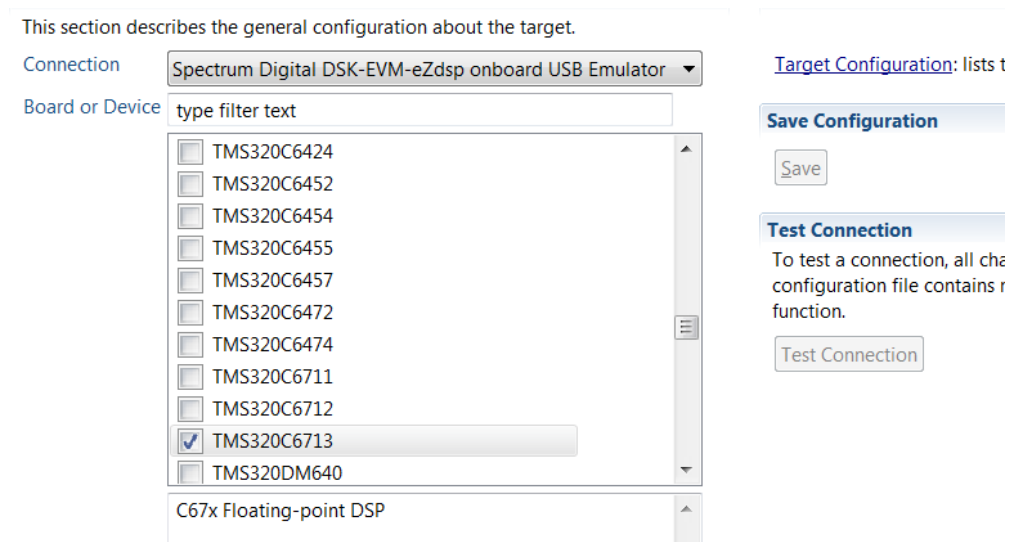 This section describes the general configuration about the target.
Connection
Spectrum Digital DSK-EVM-eZdsp onboard USB Emulator
Board or Device
type filter text
TMS320C6424
TMS320C6452
TMS320C6454
TMS320C6455
TMS320C6457
TMS320C6472
TMS320C6474
TMS320C6711
TMS320C6712
TMS320C6713
TMS320DM640
C67x Floating-point DSP
Target Configuration: lists t
Save Configuration
Save
Test Connection
To test a connection, all cha
configuration file contains r
function.
Test Connection